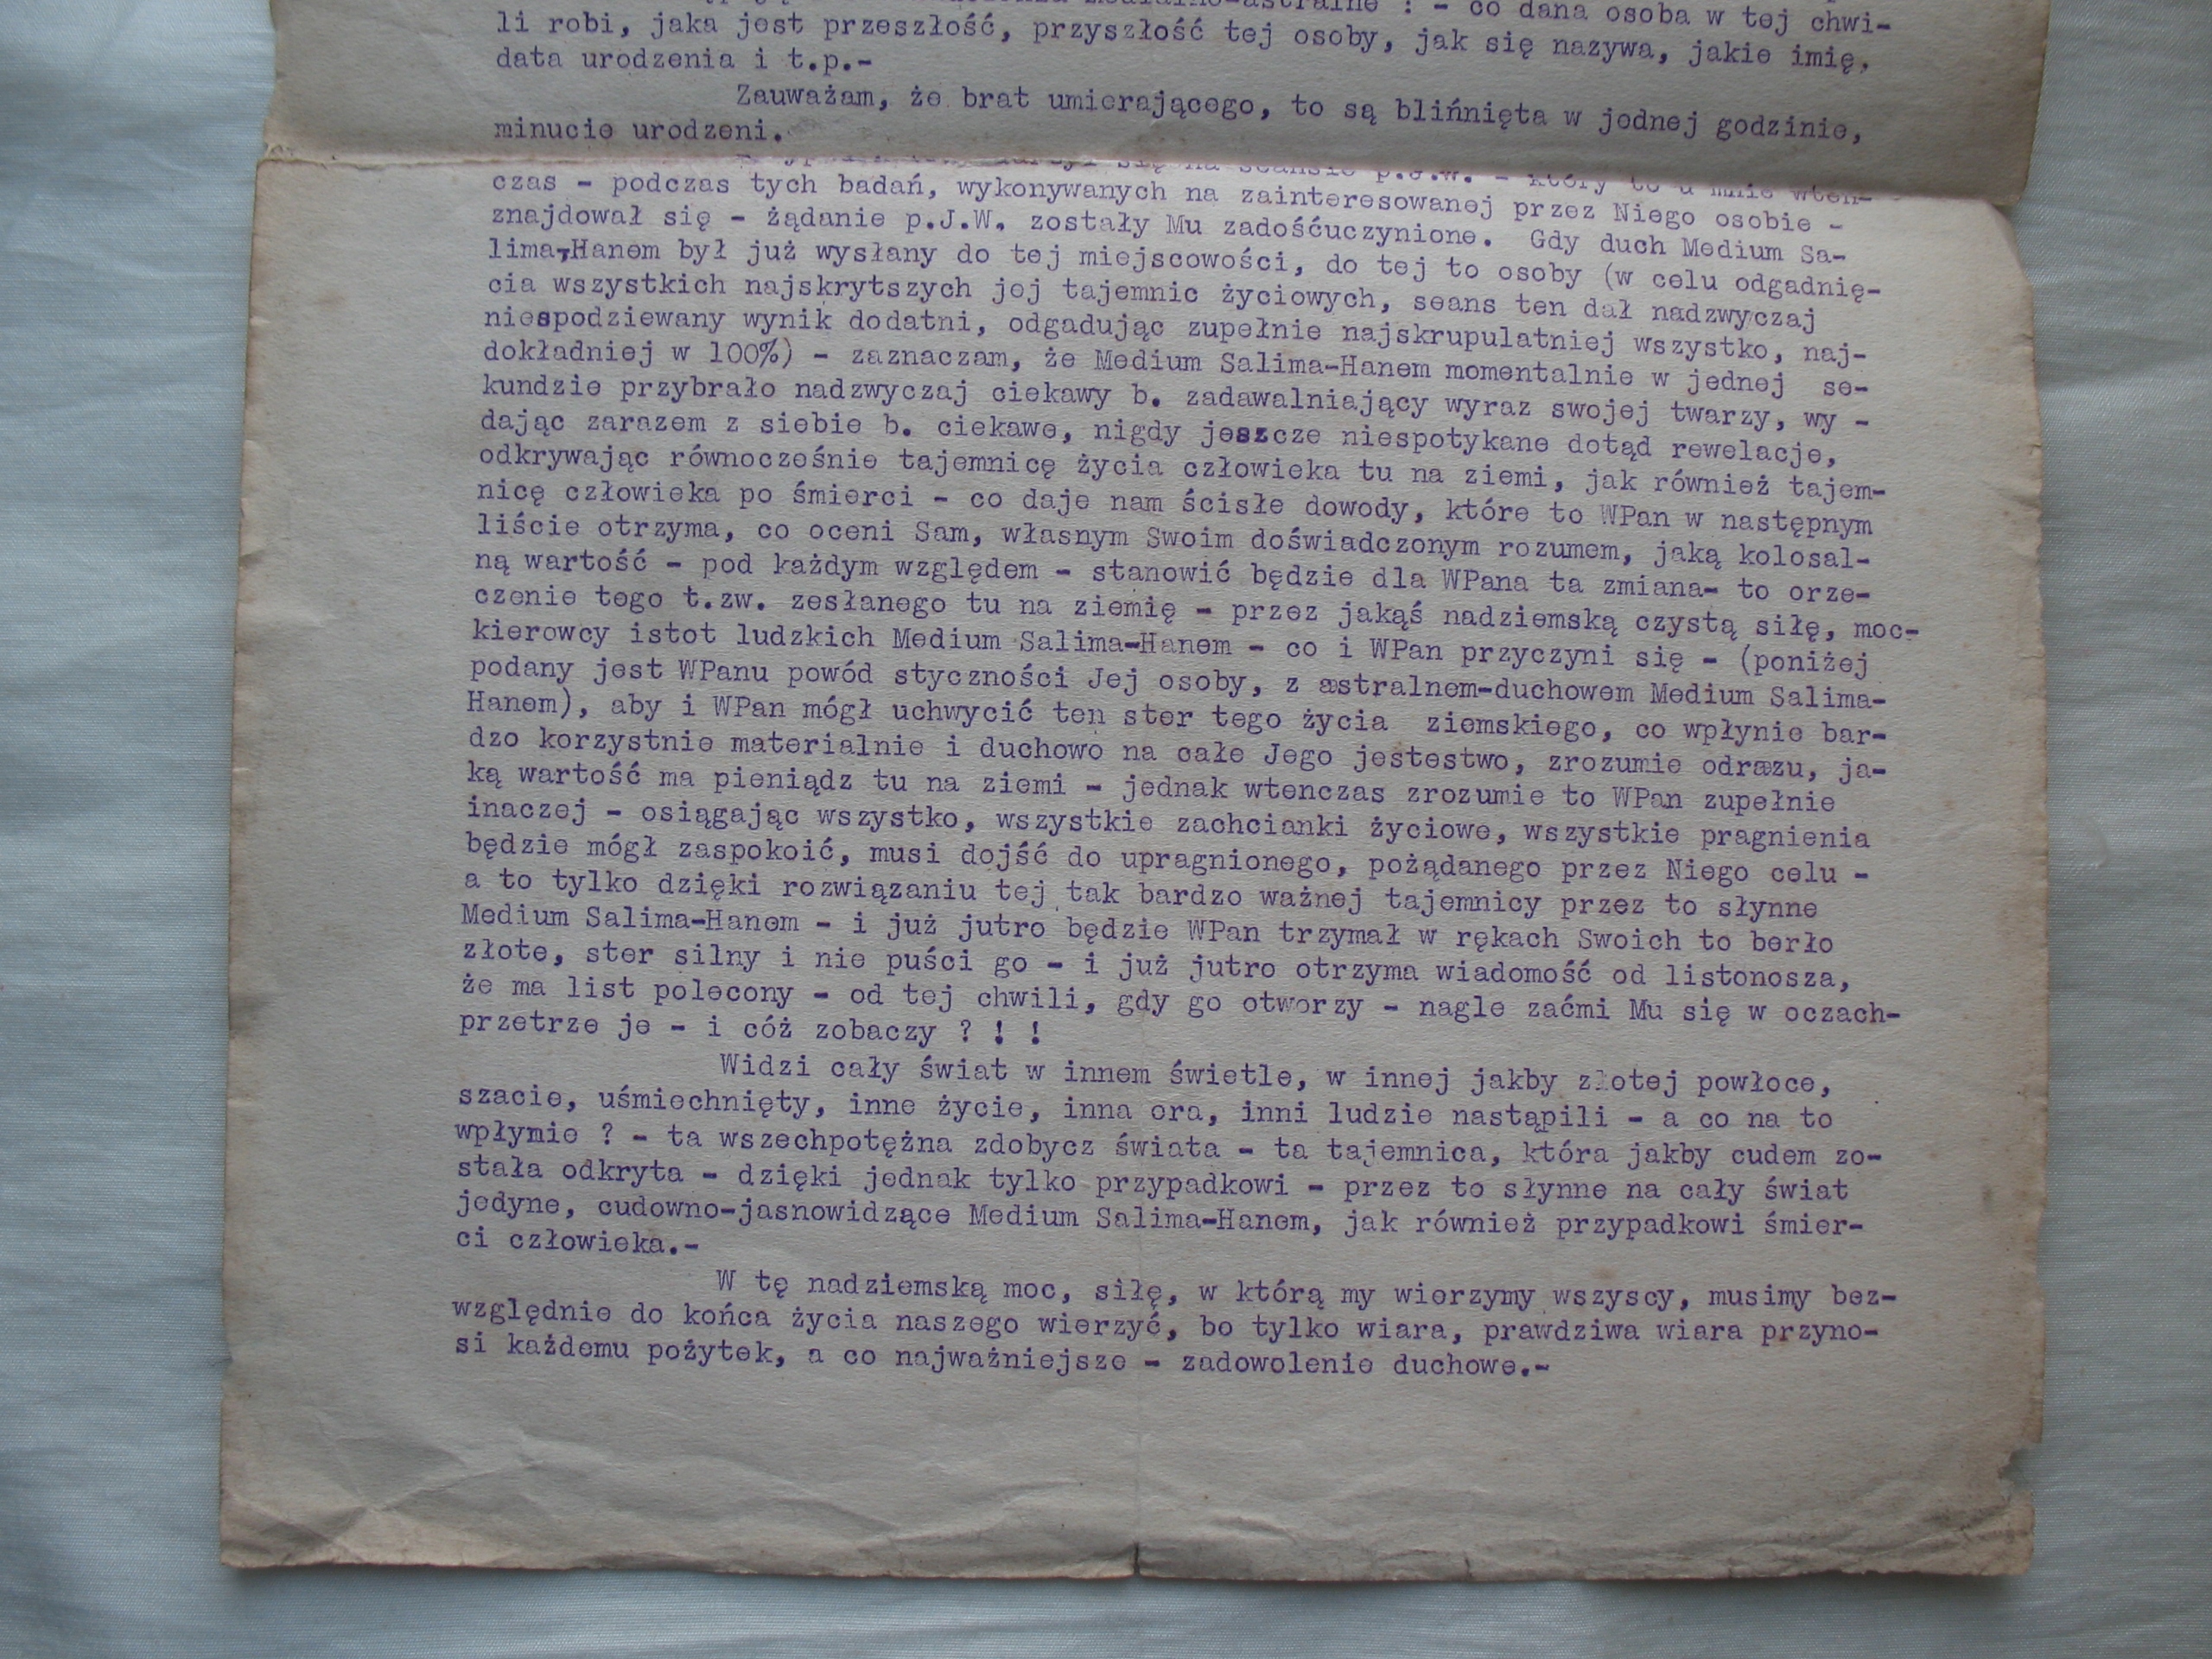 co dana osoba w tej chwi-
li robi, jaka jest przeszłość, przyszłość tej osoby, jak się nazywa, jakie imię,
data urodzenia i t.p.-
Zauważam, że brat umierającego, to są blińnięta w jednej godzinie,
minucie urodzeni.
się na seansie p.J.W. - który to u mnie wten-
czas - podczas tych badań, wykonywanych na zainteresowanej przez Niego osobie -
znajdował się - żądanie p.J.W. zostały Mu zadośćuczynione. Gdy duch Medium Sa-
lima-Hanem był już wysłany do tej miejscowości, do tej to osoby (w celu odgadnię-
cia wszystkich najskrytszych jej tajemnic życiowych, seans ten dał nadzwyczaj
niespodziewany wynik dodatni, odgadując zupełnie najskrupulatniej wszystko, naj-
dokładniej w 100%) - zaznaczam, że Medium Salima-Hanem momentalnie w jednej se-
kundzie przybrało nadzwyczaj ciekawy b. zadawalniający wyraz swojej twarzy, wy -
dając zarazem z siebie b. ciekawe, nigdy jeszcze niespotykane dotąd rewelacje,
odkrywając równocześnie tajemnicę życia człowieka tu na ziemi, jak również tajem-
nicę człowieka po śmierci - co daje nam ścisłe dowody, które to WPan w następnym
liście otrzyma, co oceni Sam, własnym Swoim doświadczonym rozumem, jaką kolosal-
ną wartość - pod każdym względem - stanowić będzie dla WPana ta zmiana- to orze-
czenie tego t.zw. zesłanego tu na ziemię - przez jakąś nadziemską czystą siłę, moc-
kierowcy istot ludzkich Medium Salima-Hanem - co i WPan przyczyni się - (poniżej
podany jest WPanu powód styczności Jej osoby, z astralnem-duchowem Medium Salima-
Hanem), aby i WPan mógł uchwycić ten ster tego życia ziemskiego, co wpłynie bar-
dzo korzystnie materialnie i duchowo na całe Jego jestestwo, zrozumie odrazu, ja-
ką wartość ma pieniądz tu na ziemi - jednak wtenczas zrozumie to WPan zupełnie
inaczej - osiągając wszystko, wszystkie zachcianki życiowe, wszystkie pragnienia
będzie mógł zaspokoić, musi dojść do upragnionego, pożądanego przez Niego celu -
a to tylko dzięki rozwiązaniu tej tak bardzo ważnej tajemnicy przez to słynne
Medium Salima-Hanem - i już jutro będzie WPan trzymał w rękach Swoich to berło
złote, ster silny i nie puści go - i już jutro otrzyma wiadomość od listonosza,
że ma list polecony - od tej chwili, gdy go otworzy - nagle zaćmi Mu się w oczach-
przetrze je - i cóż zobaczy ? ! !
Widzi cały świat w innem świetle, w innej jakby złotej powłoce,
szacie, uśmiechnięty, inne życie, inna era, inni ludzie nastąpili - a co na to
wpłynie ? - ta wszechpotężna zdobycz świata - ta tajemnica, która jakby cudem zo-
stała odkryta - dzięki jednak tylko przypadkowi - przez to słynne na cały świat
jedyne, cudowno-jasnowidzące Medium Salima-Hanem, jak również przypadkowi śmier-
ci człowieka.-
W tę nadziemską moc, siłę, w którą my wierzymy wszyscy, musimy bez-
względnie do końca życia naszego wierzyć, bo tylko wiara, prawdziwa wiara przyno-
si każdemu pożytek, a co najważniejsze - zadowolenie duchowe.-